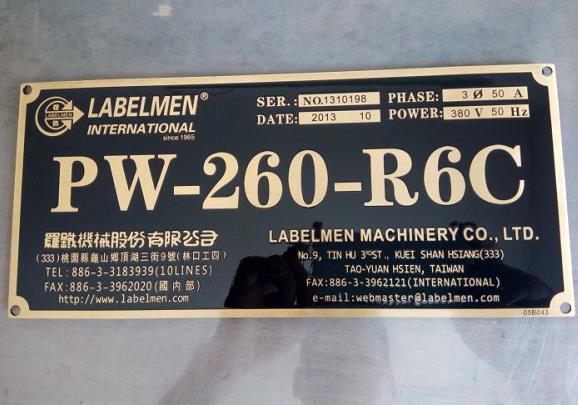 LABELMEN®
LABELMEN
INTERNATIONAL
since 1965
SER.: NO.1310198 PHASE: 3 Ø 50 A
DATE: 2013 10 POWER: 380 V 50 Hz
PW-260-R6C
羅鐵機械股份有限公司
(333)桃園縣龜山鄉頂湖三街9號(林口工四)
TEL:886-3-3183939(10LINES)
FAX:886-3-3962020(國內部)
http://www.labelmen.com
LABELMEN MACHINERY CO., LTD.
No.9, TIN HU 3RDST., KUEI SHAN HSIANG(333)
TAO-YUAN HSIEN, TAIWAN
FAX:886-3-3962121(INTERNATIONAL)
e-mail:webmaster@labelmen.com
05B043